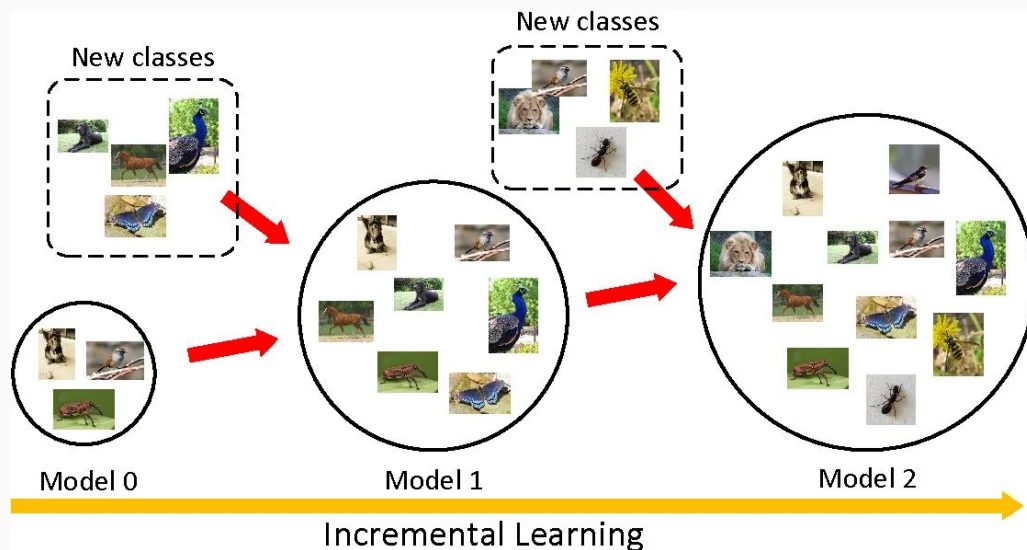 New classes
New classes
Model 0
Model 1
Model 2
Incremental Learning